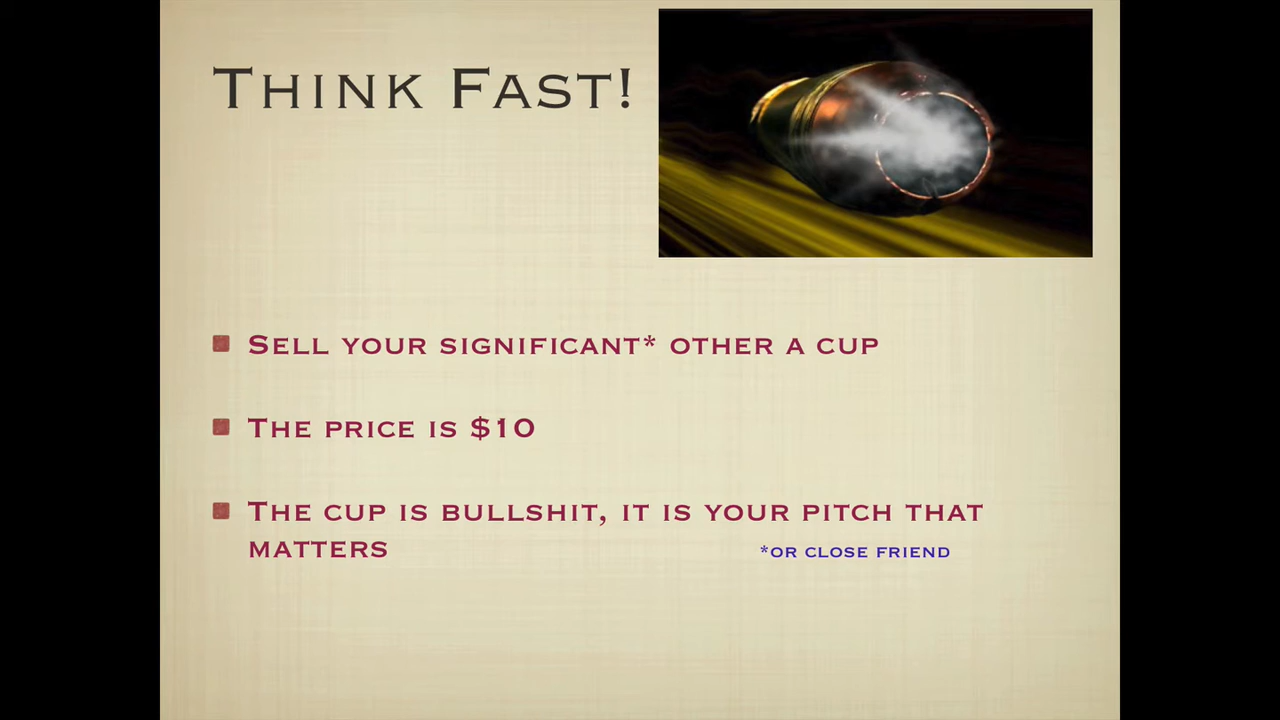 Think Fast!
Sell your significant* other a cup
The price is $10
The cup is bullshit, it is your pitch that
matters
*or close friend